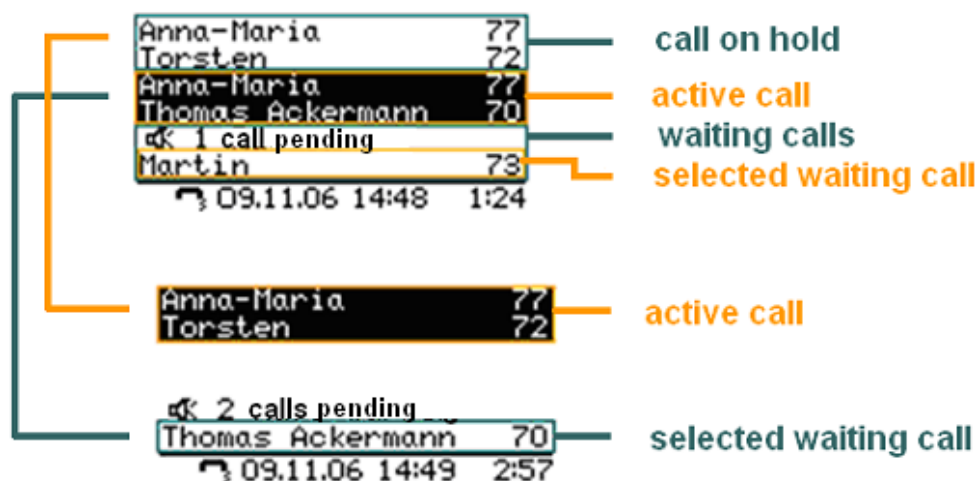 Anna-Maria 77 call on hold
Torsten 72
Anna-Maria 77 active call
Thomas Ackermann 70
1 call pending waiting calls
Martin 73 selected waiting call
09.11.06 14:48 1:24
Anna-Maria 77
Torsten 72 active call
2 calls pending
Thomas Ackermann 70 selected waiting call
09.11.06 14:49 2:57